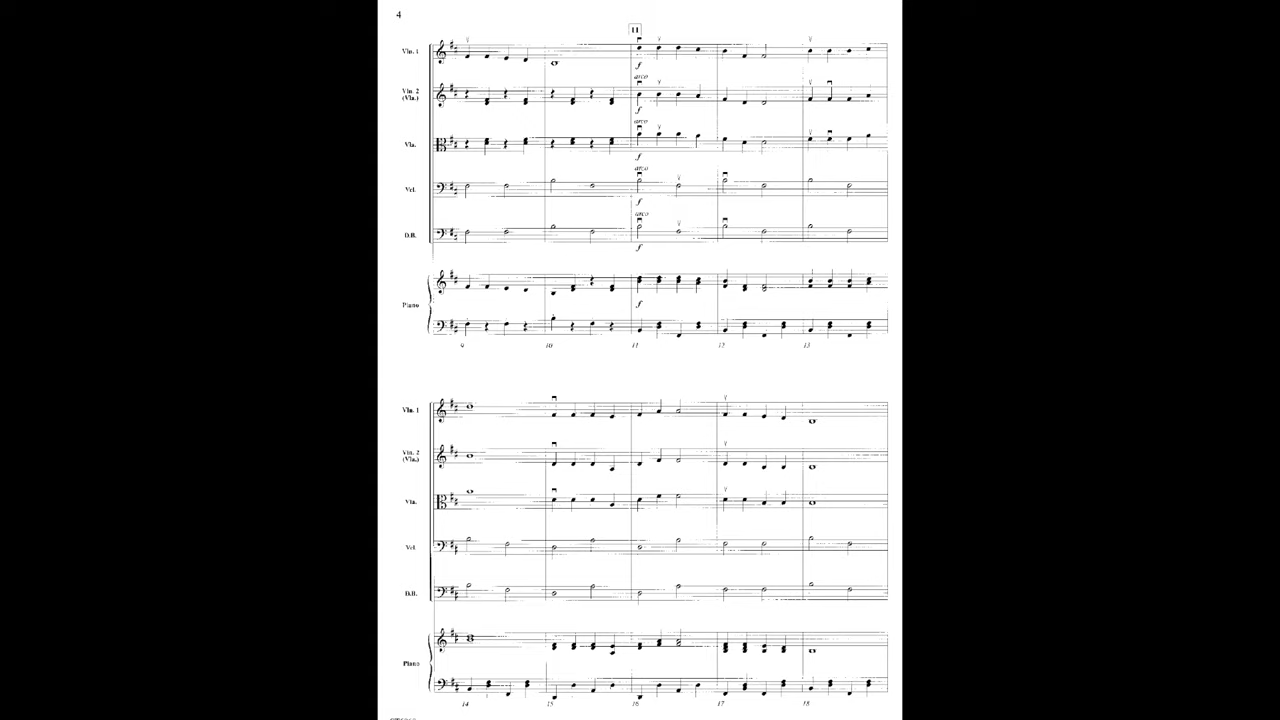 4
11
Vln. 1
f
arco
Vln. 2
(Vla.)
f
arco
Vla.
f
arco
Vcl.
f
arco
D.B.
f
Piano
f
9 10 11 12 13
Vln. 1
Vln. 2
(Vla.)
Vla.
Vcl.
D.B.
Piano
14 15 16 17 18